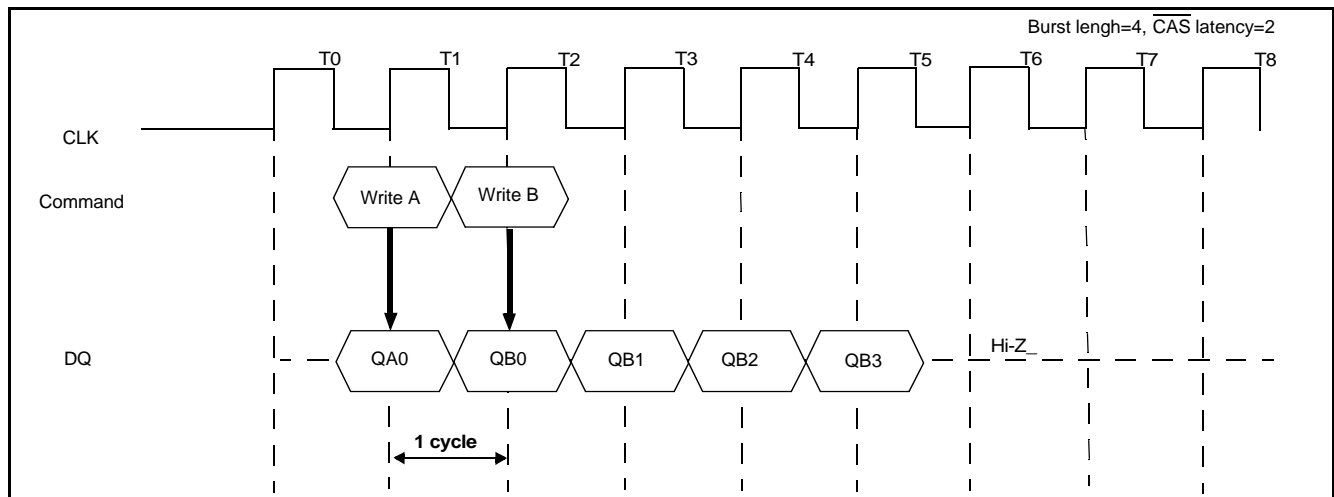 Burst lengh=4, CAS latency=2
T0 T1 T2 T3 T4 T5 T6 T7 T8
CLK
Command Write A Write B
DQ QA0 QB0 QB1 QB2 QB3 Hi-Z_
1 cycle